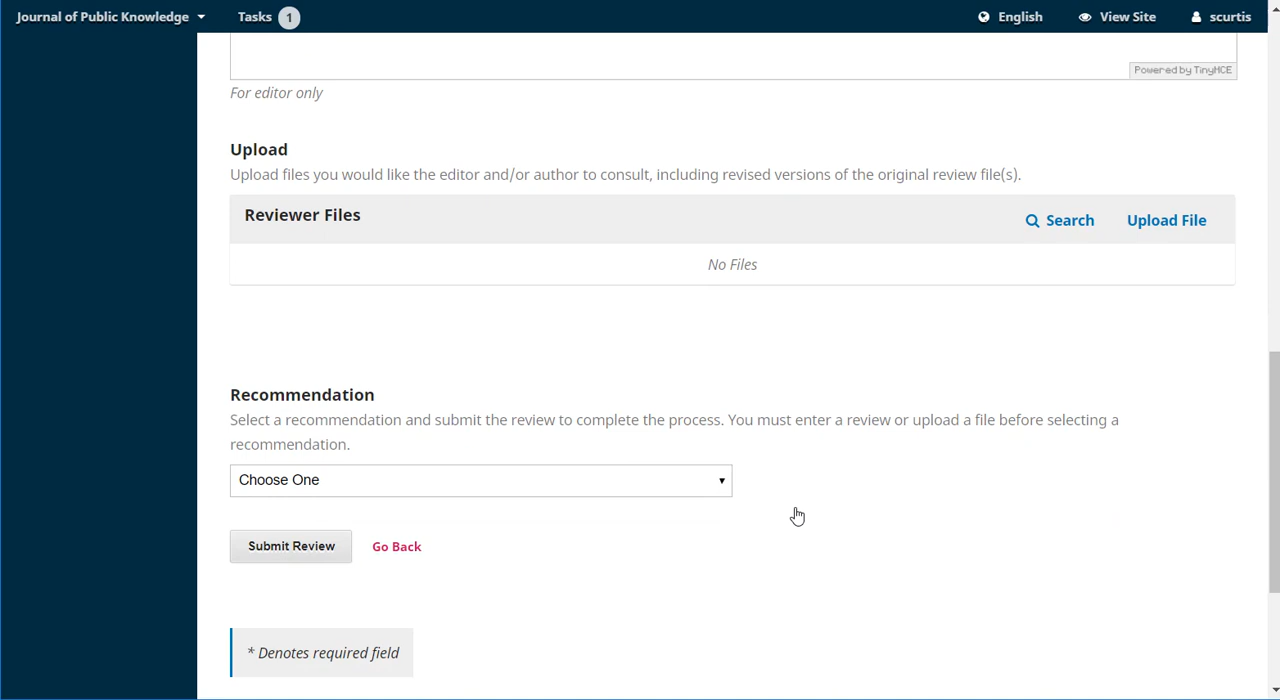 Journal of Public Knowledge Tasks 1 English View Site scurtis
Powered by TinyMCE
For editor only
Upload
Upload files you would like the editor and/or author to consult, including revised versions of the original review file(s).
Reviewer Files Search Upload File
No Files
Recommendation
Select a recommendation and submit the review to complete the process. You must enter a review or upload a file before selecting a
recommendation.
Choose One
Submit Review Go Back
* Denotes required field